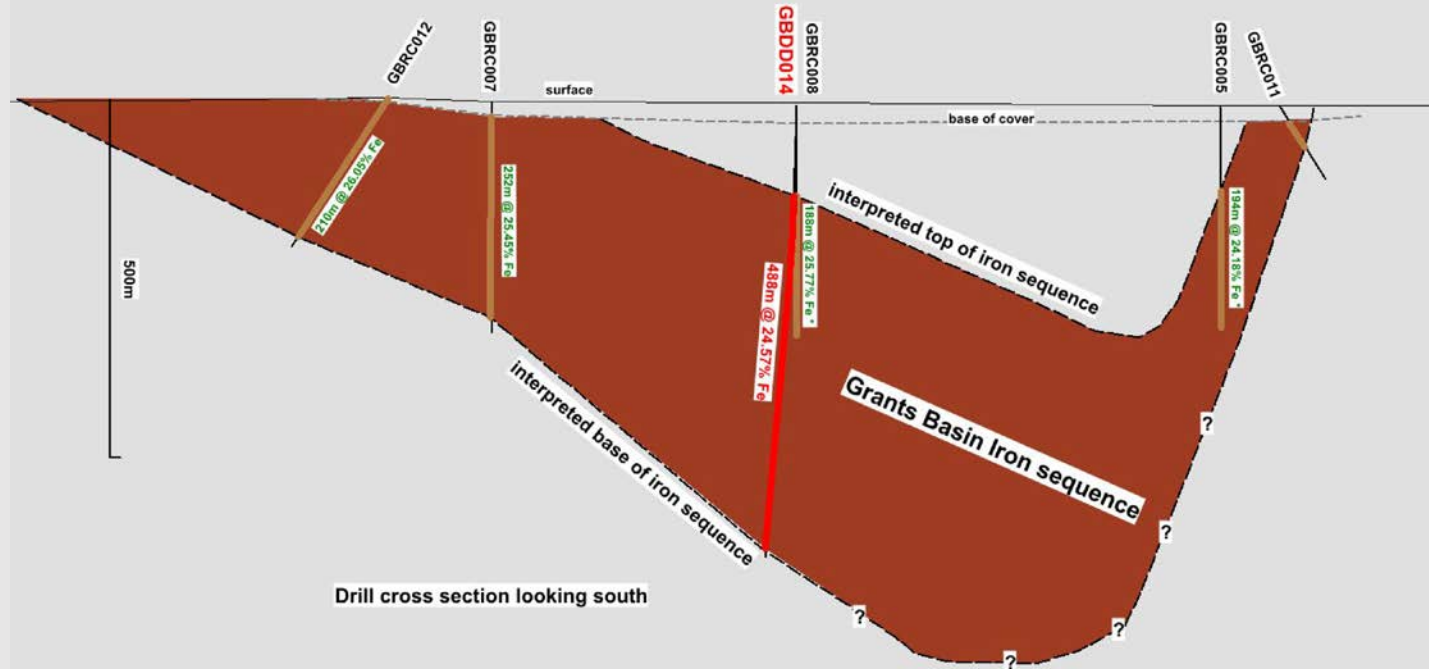 GBRC012
GBRC007
GBDD014
GBRC008
GBRC005
GBRC011
surface
base of cover
210m @ 26.05% Fe
252m @ 25.45% Fe
188m @ 25.77% Fe *
488m @ 24.57% Fe
194m @ 24.18% Fe *
500m
interpreted top of iron sequence
interpreted base of iron sequence
Grants Basin Iron sequence
?
?
?
?
?
Drill cross section looking south